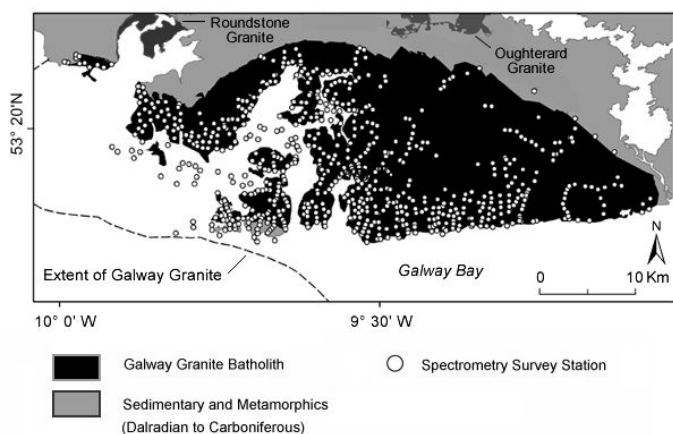 Roundstone
Granite
Oughterard
Granite
53° 20'N
Extent of Galway Granite
Galway Bay
N
0 10 Km
10° 0' W
9° 30' W
Galway Granite Batholith
Spectrometry Survey Station
Sedimentary and Metamorphics
(Dalradian to Carboniferous)